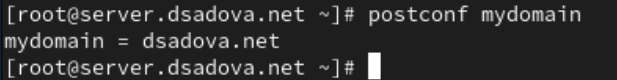 [root@server.dsadova.net ~]# postconf mydomain
mydomain = dsadova.net
[root@server.dsadova.net ~]#